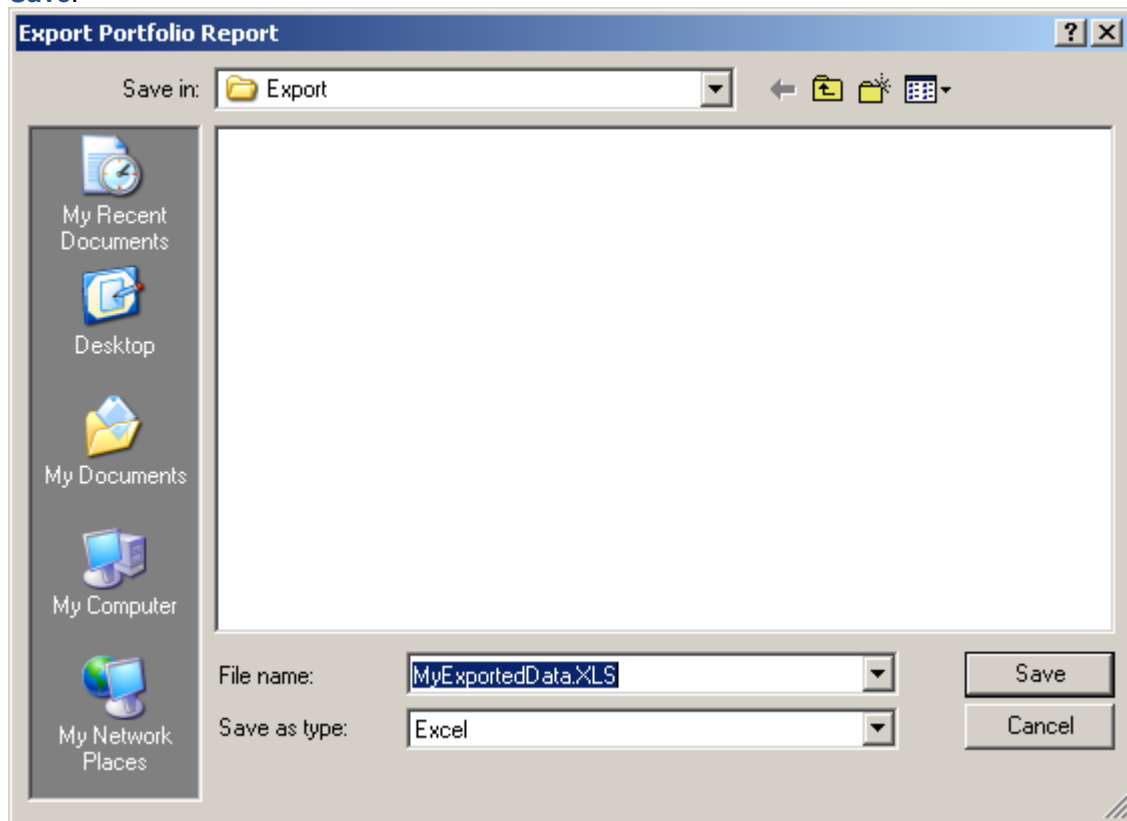 Save.
Export Portfolio Report
Save in:
Export
My Recent
Documents
Desktop
My Documents
My Computer
My Network
Places
File name:
MyExportedData.XLS
Save
Save as type:
Excel
Cancel